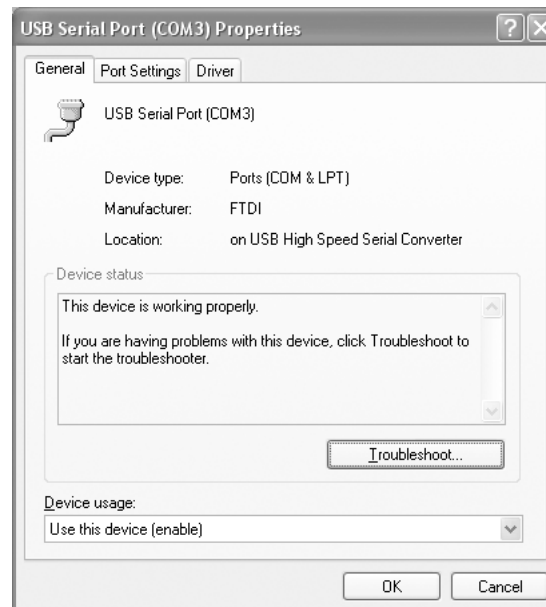 USB Serial Port (COM3) Properties
General Port Settings Driver
USB Serial Port (COM3)
Device type: Ports (COM & LPT)
Manufacturer: FTDI
Location: on USB High Speed Serial Converter
Device status
This device is working properly.
If you are having problems with this device, click Troubleshoot to
start the troubleshooter.
Troubleshoot...
Device usage:
Use this device (enable)
OK Cancel